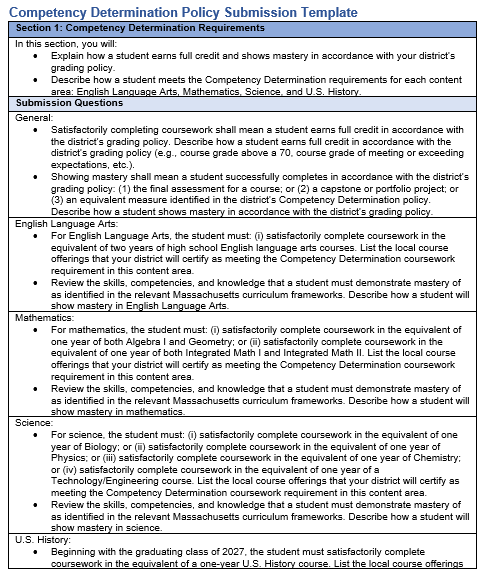 Competency Determination Policy Submission Template
Section 1: Competency Determination Requirements
In this section, you will:
• Explain how a student earns full credit and shows mastery in accordance with your district's
grading policy.
• Describe how a student meets the Competency Determination requirements for each content
area: English Language Arts, Mathematics, Science, and U.S. History.
Submission Questions
General:
• Satisfactorily completing coursework shall mean a student earns full credit in accordance with
the district's grading policy. Describe how a student earns full credit in accordance with the
district's grading policy (e.g., course grade above a 70, course grade of meeting or exceeding
expectations, etc.).
• Showing mastery shall mean a student successfully completes in accordance with the district's
grading policy: (1) the final assessment for a course; or (2) a capstone or portfolio project; or
(3) an equivalent measure identified in the district's Competency Determination policy.
Describe how a student shows mastery in accordance with the district's grading policy.
English Language Arts:
• For English Language Arts, the student must: (i) satisfactorily complete coursework in the
equivalent of two years of high school English language arts courses. List the local course
offerings that your district will certify as meeting the Competency Determination coursework
requirement in this content area.
• Review the skills, competencies, and knowledge that a student must demonstrate mastery of
as identified in the relevant Massachusetts curriculum frameworks. Describe how a student will
show mastery in English Language Arts.
Mathematics:
• For mathematics, the student must: (i) satisfactorily complete coursework in the equivalent of
one year of both Algebra I and Geometry; or (ii) satisfactorily complete coursework in the
equivalent of one year of both Integrated Math I and Integrated Math II. List the local course
offerings that your district will certify as meeting the Competency Determination coursework
requirement in this content area.
• Review the skills, competencies, and knowledge that a student must demonstrate mastery of
as identified in the relevant Massachusetts curriculum frameworks. Describe how a student will
show mastery in mathematics.
Science:
• For science, the student must: (i) satisfactorily complete coursework in the equivalent of one
year of Biology; or (ii) satisfactorily complete coursework in the equivalent of one year of
Physics; or (iii) satisfactorily complete coursework in the equivalent of one year of Chemistry;
or (iv) satisfactorily complete coursework in the equivalent of one year of a
Technology/Engineering course. List the local course offerings that your district will certify as
meeting the Competency Determination coursework requirement in this content area.
• Review the skills, competencies, and knowledge that a student must demonstrate mastery of
as identified in the relevant Massachusetts curriculum frameworks. Describe how a student will
show mastery in science.
U.S. History:
• Beginning with the graduating class of 2027, the student must satisfactorily complete
coursework in the equivalent of a one-year U.S. History course. List the local course offerings